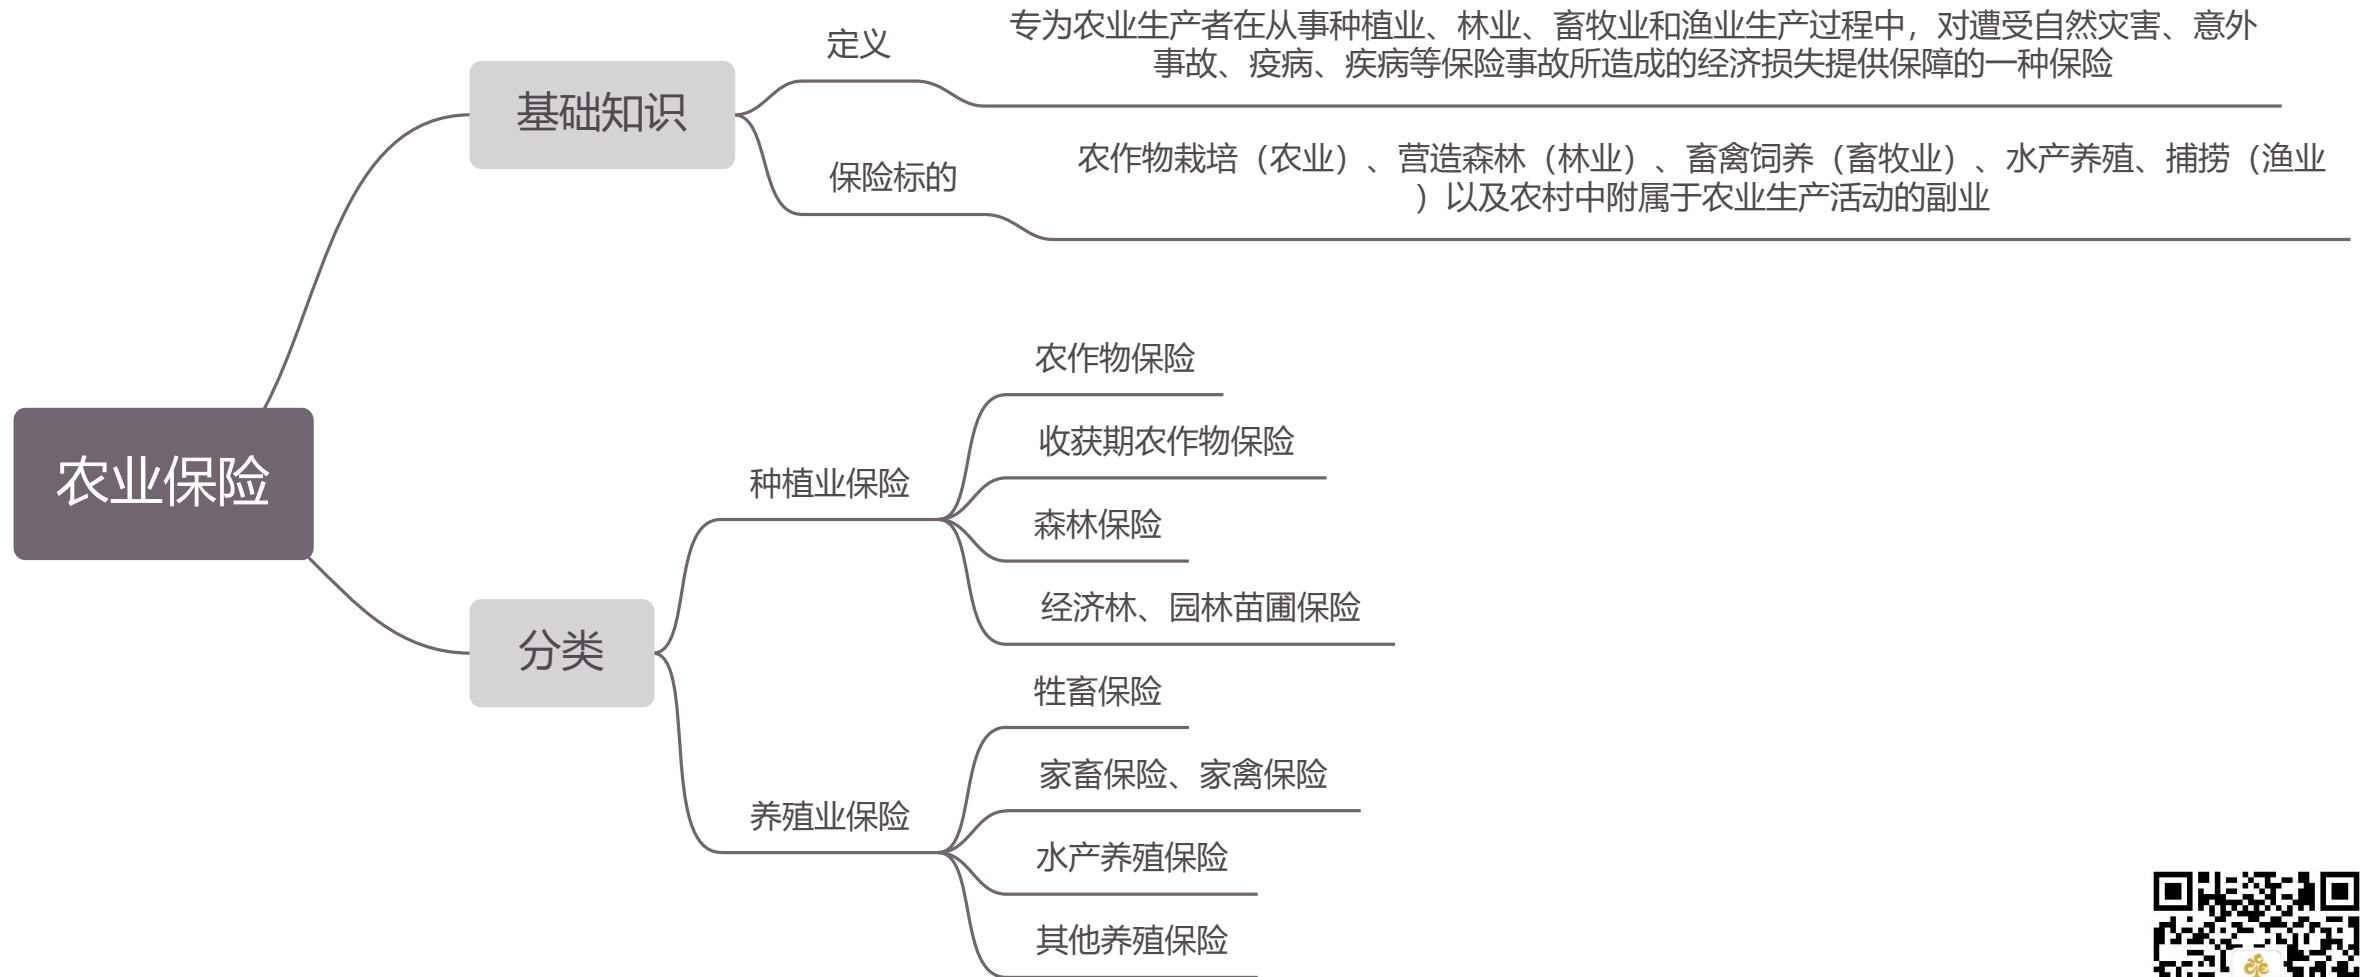 定义
专为农业生产者在从事种植业、林业、畜牧业和渔业生产过程中，对遭受自然灾害、意外
事故、疫病、疾病等保险事故所造成的经济损失提供保障的一种保险
基础知识
保险标的
农作物栽培（农业）、营造森林（林业）、畜禽饲养（畜牧业）、水产养殖、捕捞（渔业
）以及农村中附属于农业生产活动的副业
农业保险
分类
种植业保险
农作物保险
收获期农作物保险
森林保险
经济林、园林苗圃保险
养殖业保险
牲畜保险
家畜保险、家禽保险
水产养殖保险
其他养殖保险